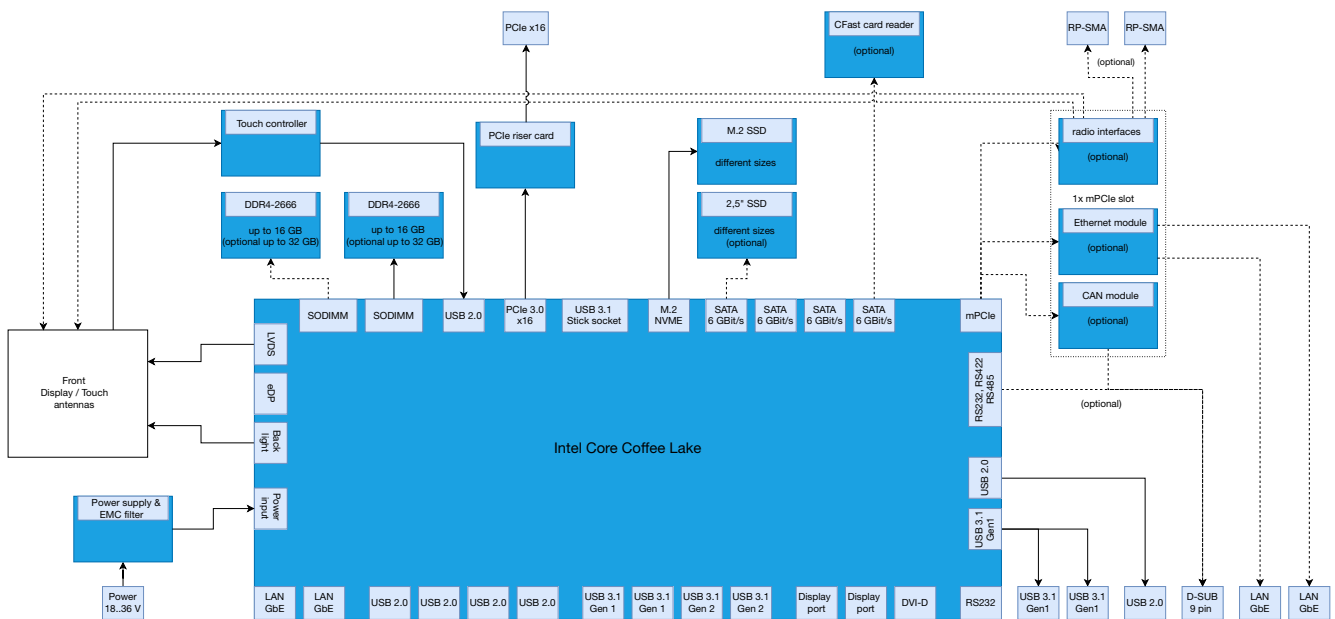 PCIe x16
CFast card reader
(optional)
RP-SMA
RP-SMA
(optional)
Touch controller
PCIe riser card
M.2 SSD
different sizes
radio interfaces
(optional)
DDR4-2666
up to 16 GB
(optional up to 32 GB)
DDR4-2666
up to 16 GB
(optional up to 32 GB)
2,5" SSD
different sizes
(optional)
1x mPCIe slot
Ethernet module
(optional)
CAN module
(optional)
SODIMM
SODIMM
USB 2.0
PCIe 3.0
x16
USB 3.1
Stick socket
M.2
NVME
SATA
6 GBit/s
SATA
6 GBit/s
SATA
6 GBit/s
SATA
6 GBit/s
mPCIe
Front
Display / Touch
antennas
LVDS
eDP
Back
light
Power
input
Intel Core Coffee Lake
RS232, RS422
RS485
(optional)
USB 2.0
USB 3.1
Gen1
Power supply &
EMC filter
Power
18..36 V
LAN
GbE
LAN
GbE
USB 2.0
USB 2.0
USB 2.0
USB 2.0
USB 3.1
Gen 1
USB 3.1
Gen 1
USB 3.1
Gen 2
USB 3.1
Gen 2
Display
port
Display
port
DVI-D
RS232
USB 3.1
Gen1
USB 3.1
Gen1
USB 2.0
D-SUB
9 pin
LAN
GbE
LAN
GbE